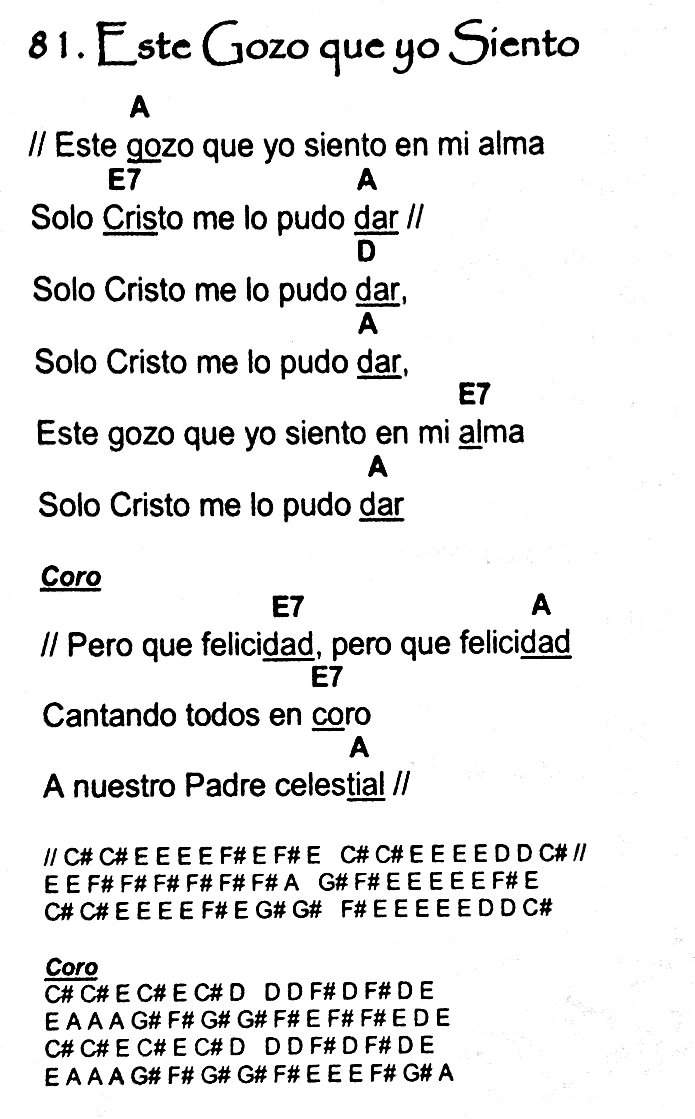 81. Este Gozo que yo Siento
A
// Este gozo que yo siento en mi alma
E7 A
Solo Cristo me lo pudo dar //
D
Solo Cristo me lo pudo dar,
A
Solo Cristo me lo pudo dar,
E7
Este gozo que yo siento en mi alma
A
Solo Cristo me lo pudo dar
Coro
E7 A
// Pero que felicidad, pero que felicidad
E7
Cantando todos en coro
A
A nuestro Padre celestial //
// C# C# E E E E F# E F# E C# C# E E E E D D C# //
E E F# F# F# F# F# F# A G# F# E E E E E F# E
C# C# E E E E F# E G# G# F# E E E E E D D C#
Coro
C# C# E C# E C# D D D F# D F# D E
E A A A G# F# G# G# F# E F# F# E D E
C# C# E C# E C# D D D F# D F# D E
E A A A G# F# G# G# F# E E E F# G# A